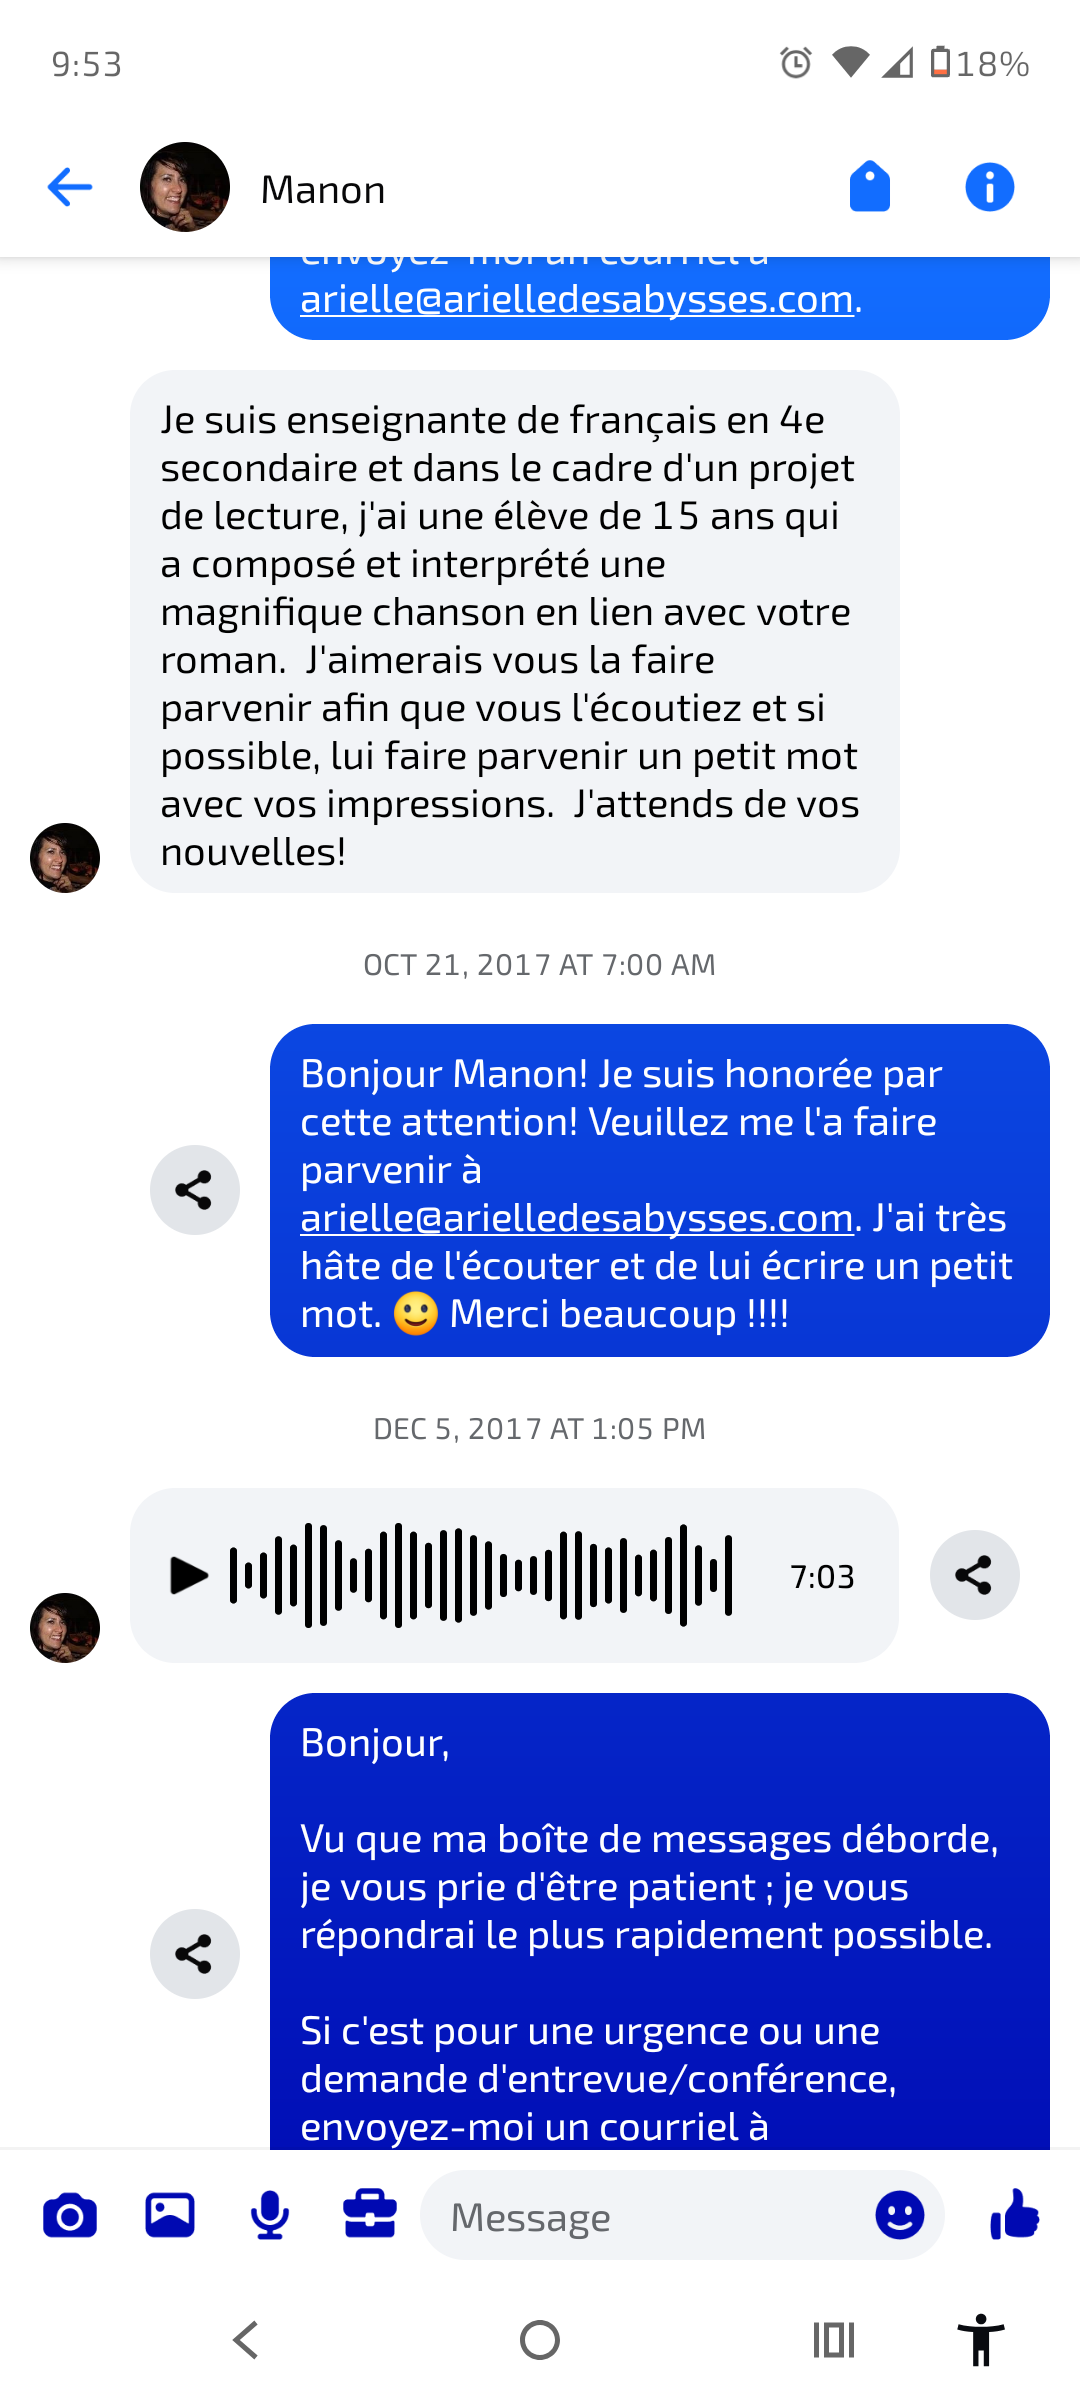 9:53
18%
Manon
envoyez-moi un courriel à
arielle@arielledesabysses.com.
Je suis enseignante de français en 4e
secondaire et dans le cadre d'un projet
de lecture, j'ai une élève de 15 ans qui
a composé et interprété une
magnifique chanson en lien avec votre
roman.  J'aimerais vous la faire
parvenir afin que vous l'écoutiez et si
possible, lui faire parvenir un petit mot
avec vos impressions.  J'attends de vos
nouvelles!
OCT 21, 2017 AT 7:00 AM
Bonjour Manon! Je suis honorée par
cette attention! Veuillez me l'a faire
parvenir à
arielle@arielledesabysses.com. J'ai très
hâte de l'écouter et de lui écrire un petit
mot. 🙂 Merci beaucoup !!!!
DEC 5, 2017 AT 1:05 PM
7:03
Bonjour,
Vu que ma boîte de messages déborde,
je vous prie d'être patient ; je vous
répondrai le plus rapidement possible.
Si c'est pour une urgence ou une
demande d'entrevue/conférence,
envoyez-moi un courriel à
Message